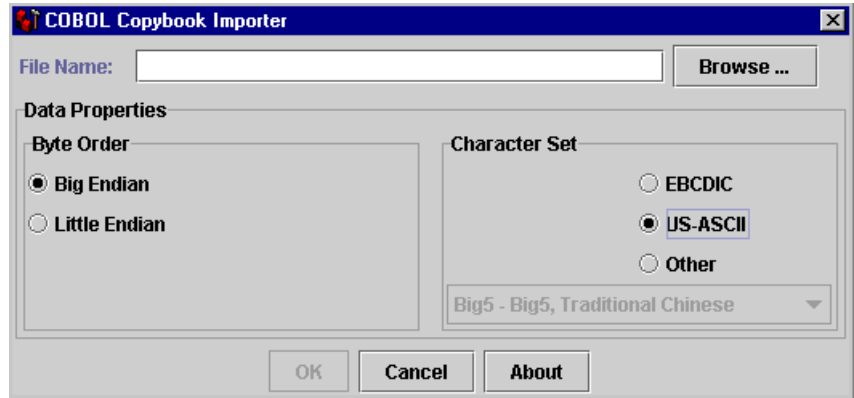 COBOL Copybook Importer
File Name:
Browse ...
Data Properties
Byte Order
Big Endian
Little Endian
Character Set
EBCDIC
US-ASCII
Other
Big5 - Big5, Traditional Chinese
OK
Cancel
About